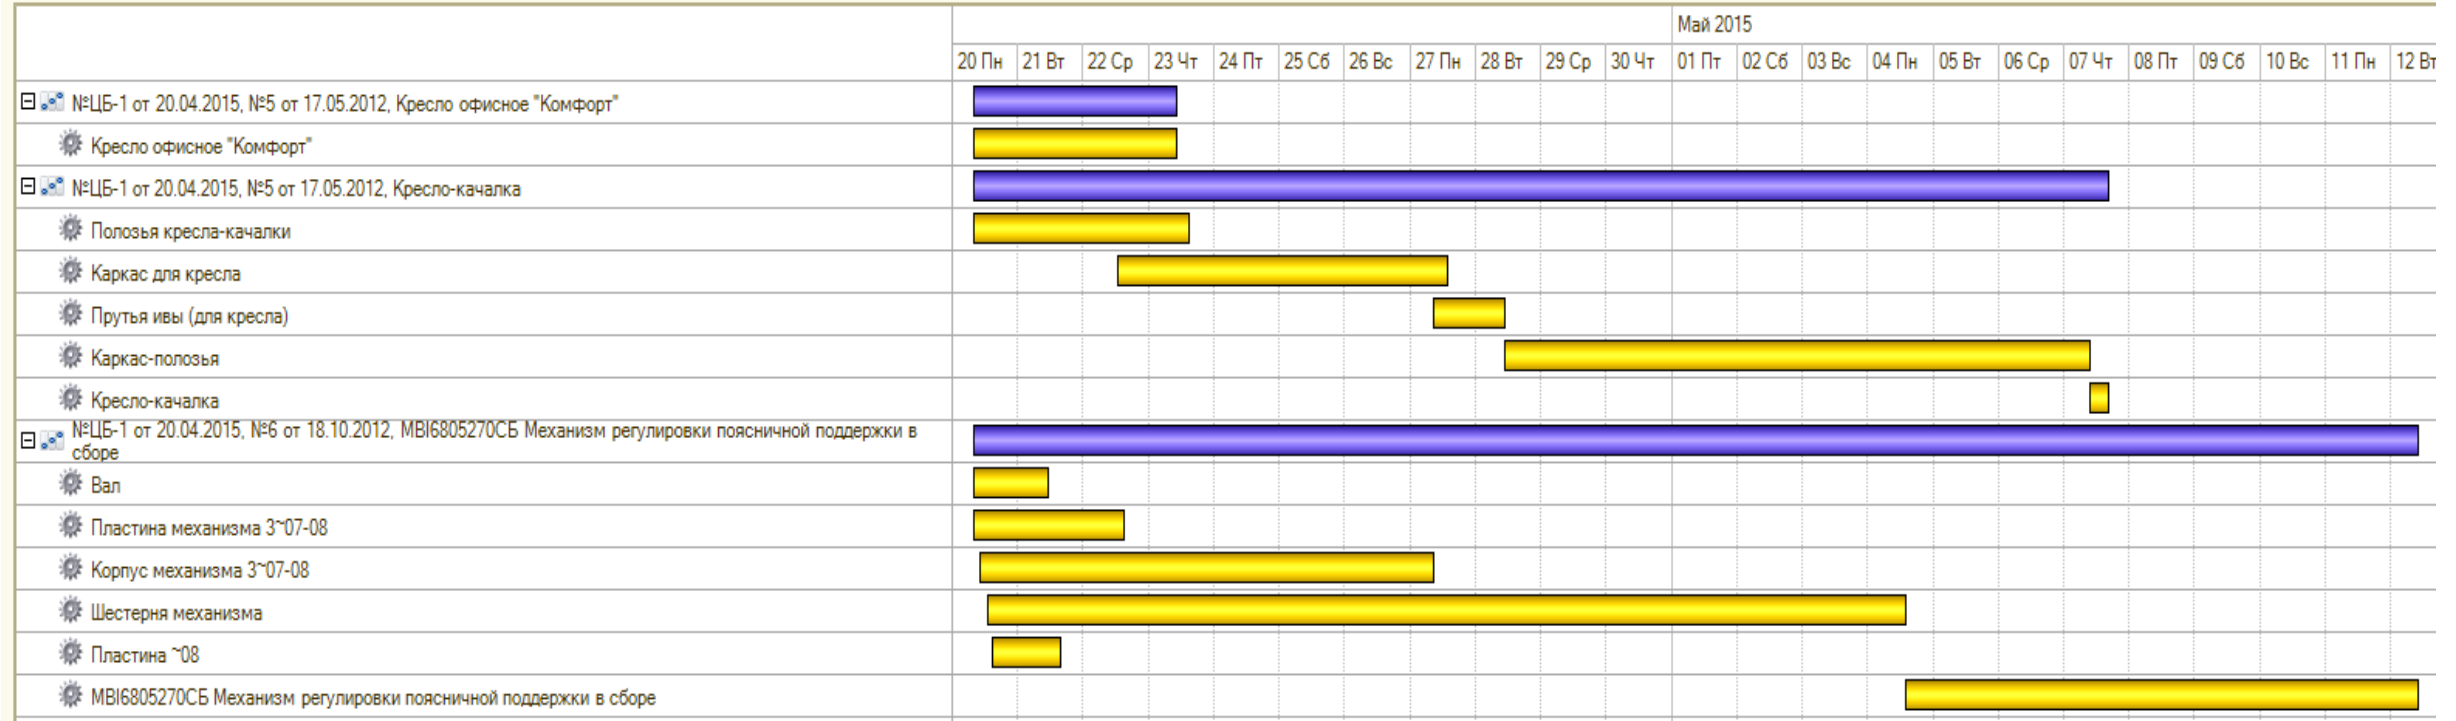 Май 2015
20 Пн 21 Вт 22 Ср 23 Чт 24 Пт 25 Сб 26 Вс 27 Пн 28 Вт 29 Ср 30 Чт 01 Пт 02 Сб 03 Вс 04 Пн 05 Вт 06 Ср 07 Чт 08 Пт 09 Сб 10 Вс 11 Пн 12 Вт
№ЦБ-1 от 20.04.2015, №5 от 17.05.2012, Кресло офисное "Комфорт"
Кресло офисное "Комфорт"
№ЦБ-1 от 20.04.2015, №5 от 17.05.2012, Кресло-качалка
Полозья кресла-качалки
Каркас для кресла
Прутья ивы (для кресла)
Каркас-полозья
Кресло-качалка
№ЦБ-1 от 20.04.2015, №6 от 18.10.2012, MBI6805270СБ Механизм регулировки поясничной поддержки в
сборе
Вал
Пластина механизма 3~07-08
Корпус механизма 3~07-08
Шестерня механизма
Пластина ~08
MBI6805270СБ Механизм регулировки поясничной поддержки в сборе